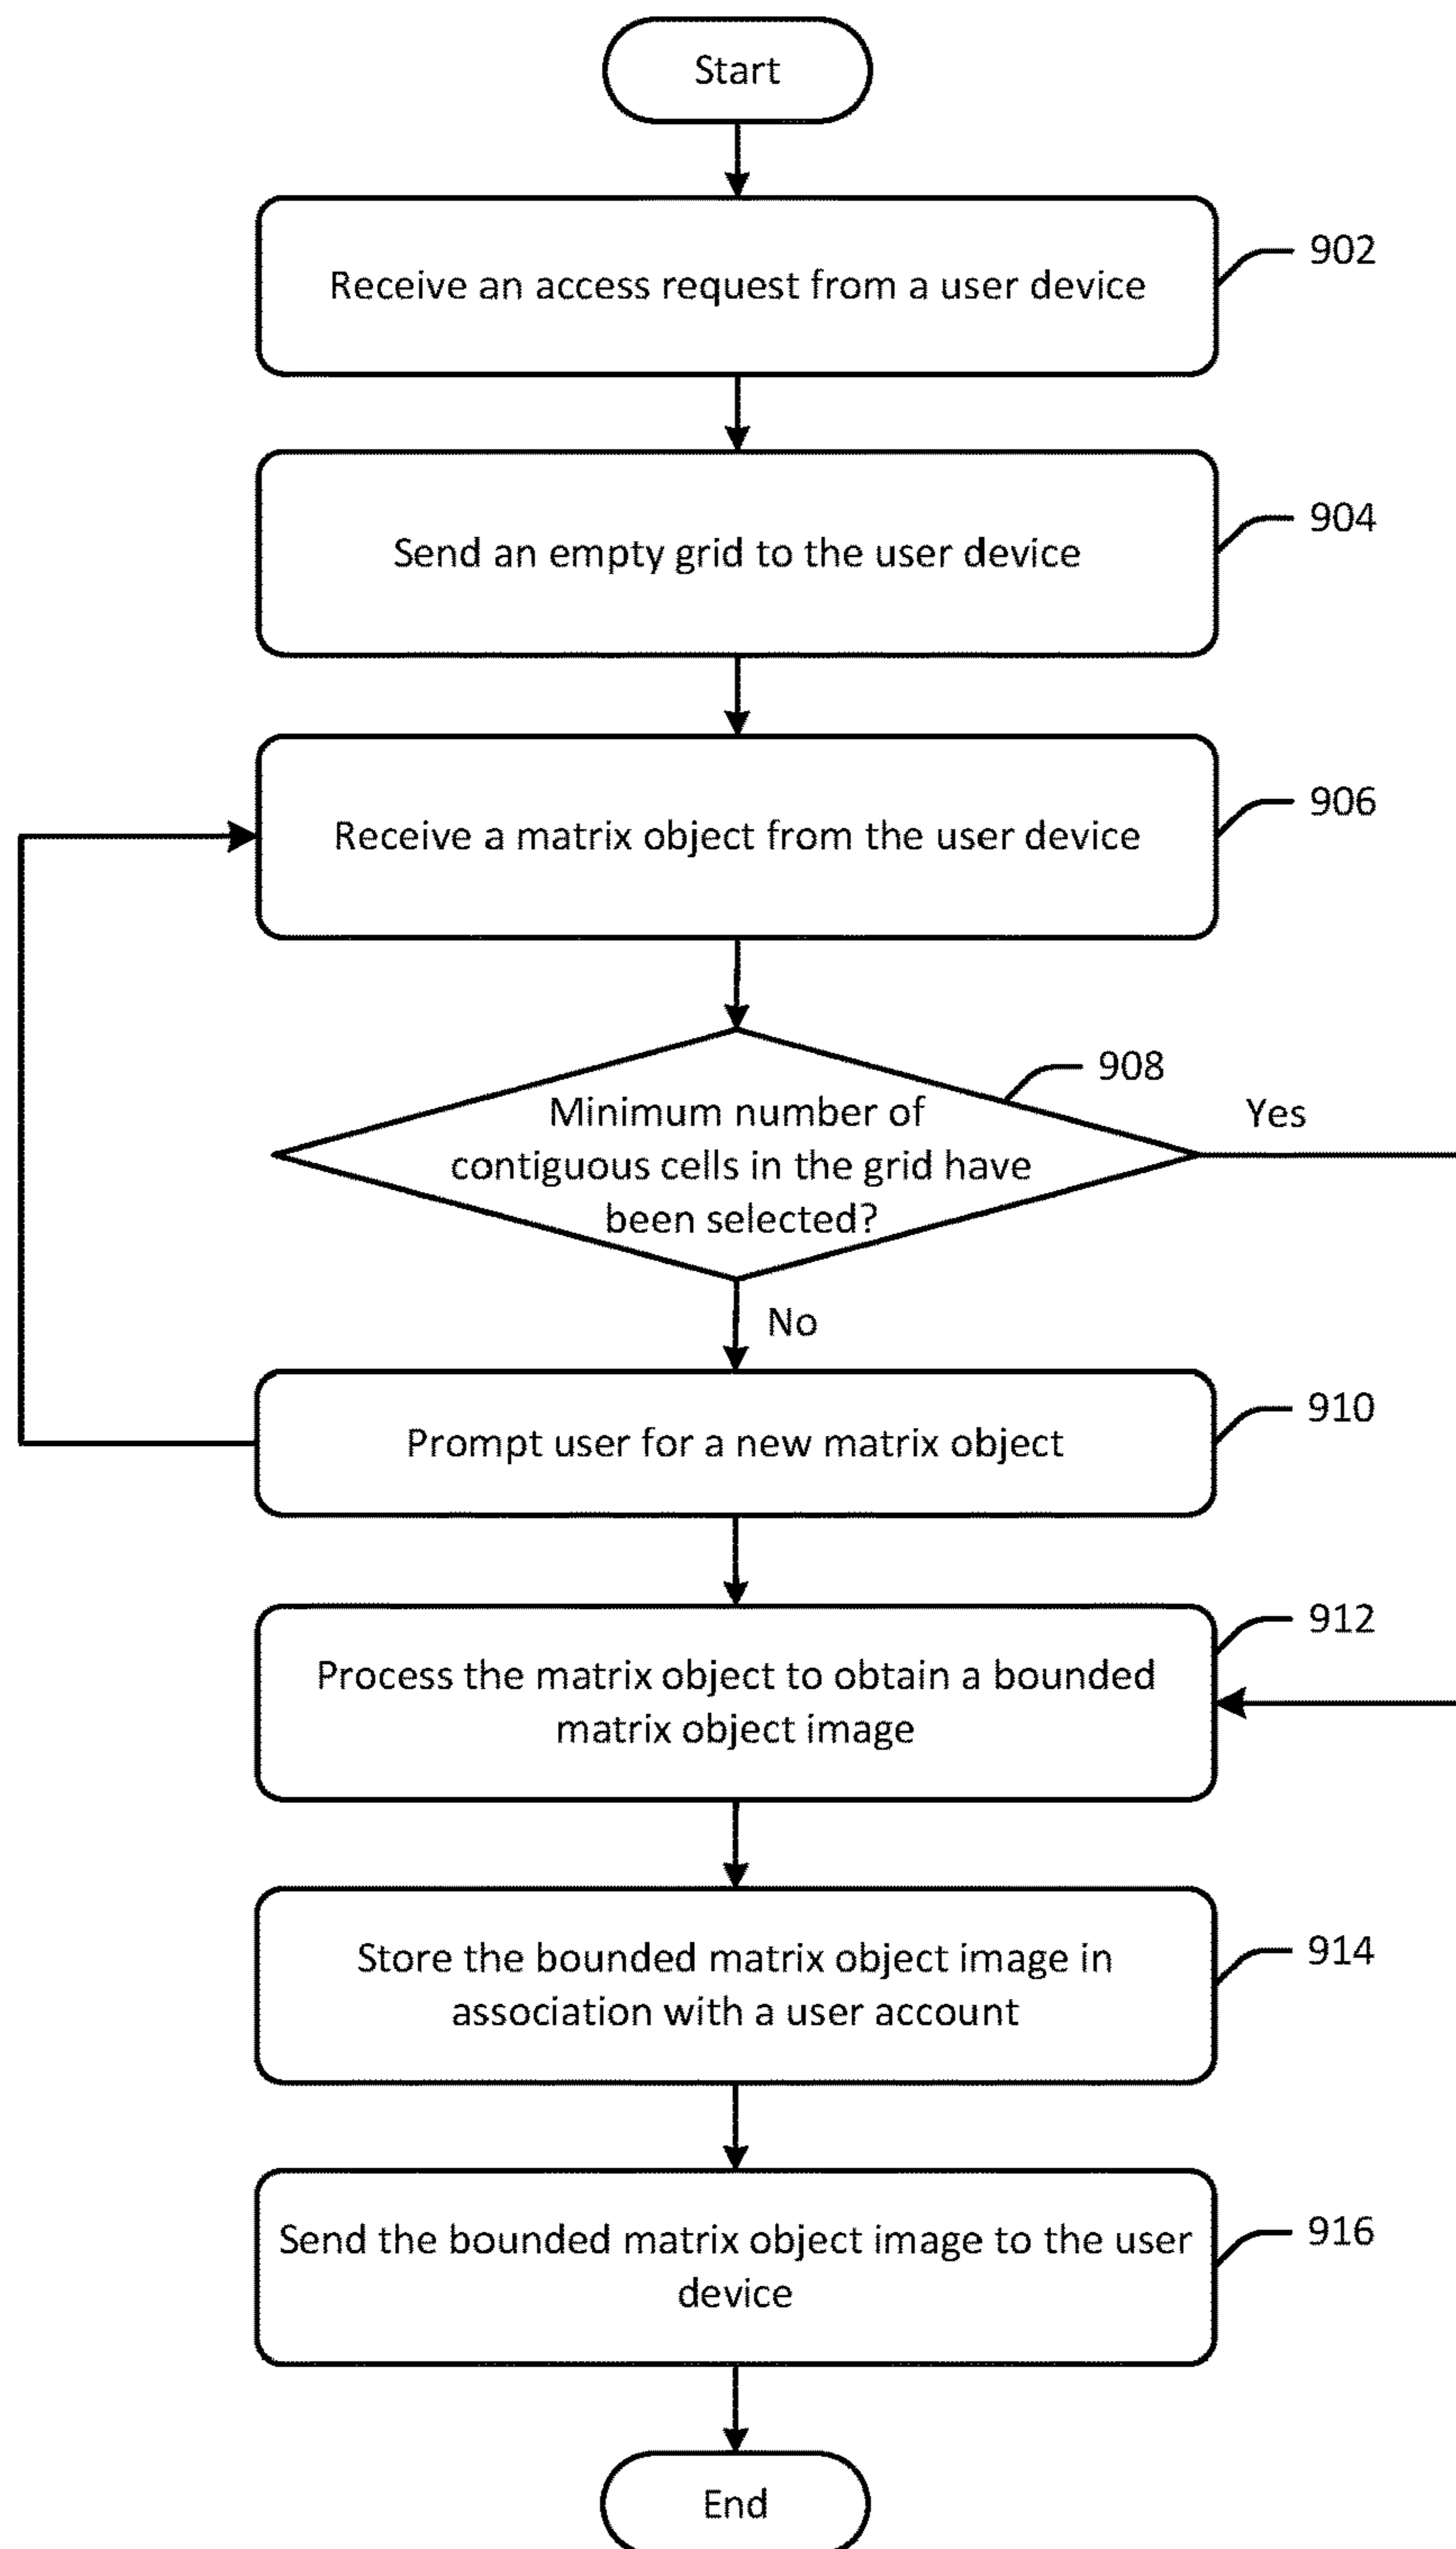 Start
Receive an access request from a user device
902
Send an empty grid to the user device
904
Receive a matrix object from the user device
906
908
Minimum number of
contiguous cells in the grid have
been selected?
Yes
No
Prompt user for a new matrix object
910
Process the matrix object to obtain a bounded
matrix object image
912
Store the bounded matrix object image in
association with a user account
914
Send the bounded matrix object image to the user
device
916
End